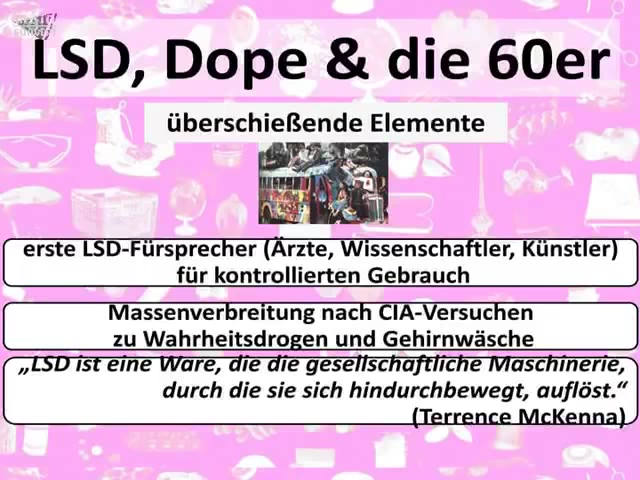 LSD, Dope & die 60er
überschießende Elemente
erste LSD-Fürsprecher (Ärzte, Wissenschaftler, Künstler)
für kontrollierten Gebrauch
Massenverbreitung nach CIA-Versuchen
zu Wahrheitsdrogen und Gehirnwäsche
„LSD ist eine Ware, die die gesellschaftliche Maschinerie,
durch die sie sich hindurchbewegt, auflöst.“
(Terrence McKenna)